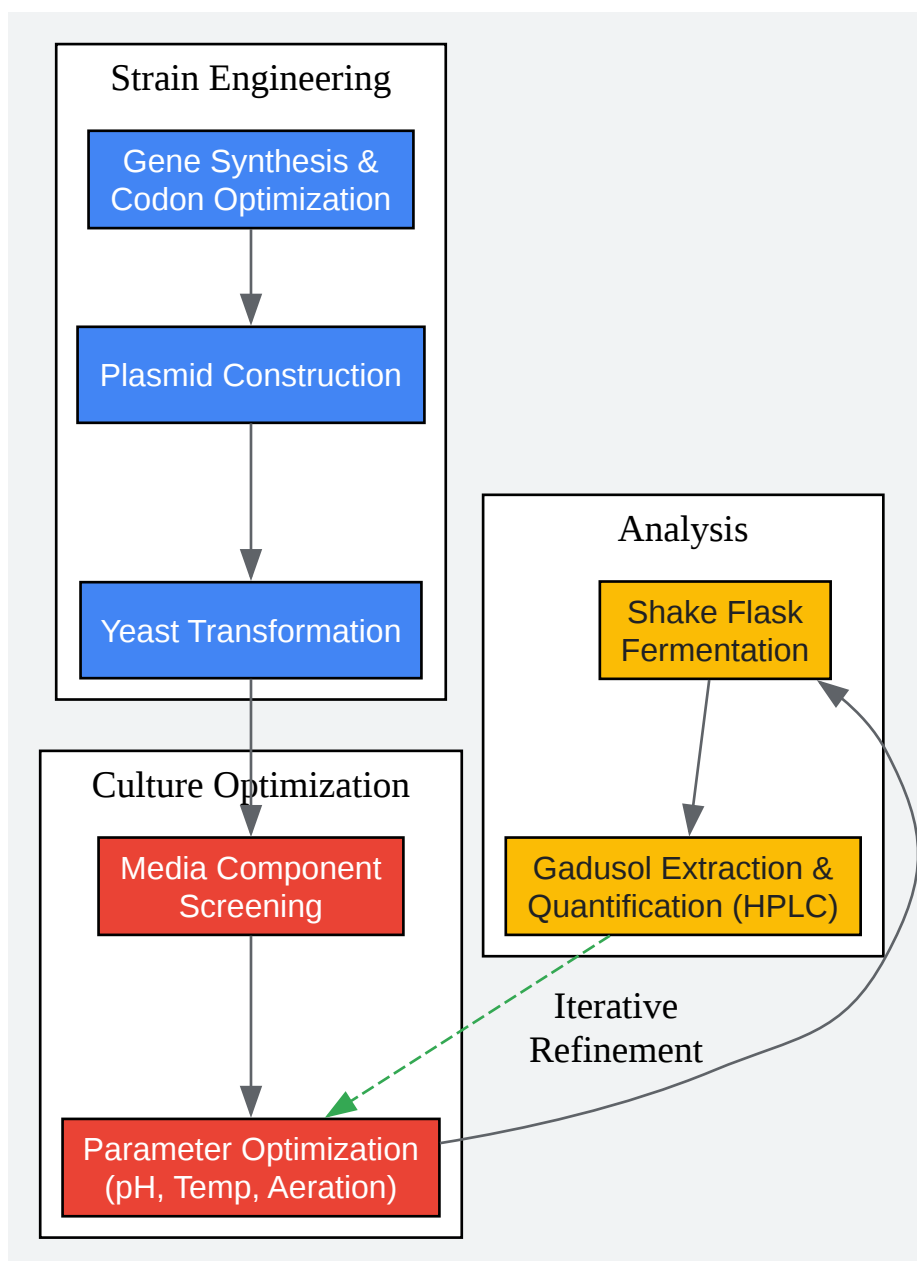 Strain Engineering
Gene Synthesis &
Codon Optimization
Plasmid Construction
Yeast Transformation
Analysis
Shake Flask
Fermentation
Gadusol Extraction &
Quantification (HPLC)
Culture Optimization
Media Component
Screening
Parameter Optimization
(pH, Temp, Aeration)
Iterative
Refinement